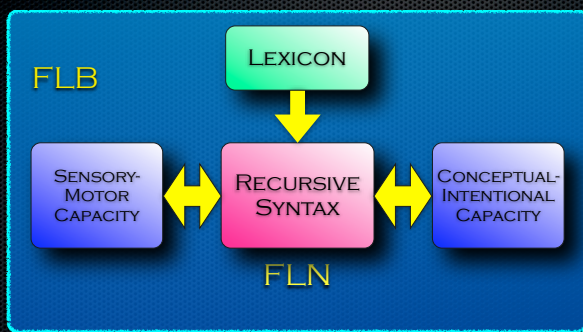 FLB
LEXICON
SENSORY-
MOTOR
CAPACITY
RECURSIVE
SYNTAX
CONCEPTUAL-
INTENTIONAL
CAPACITY
FLN